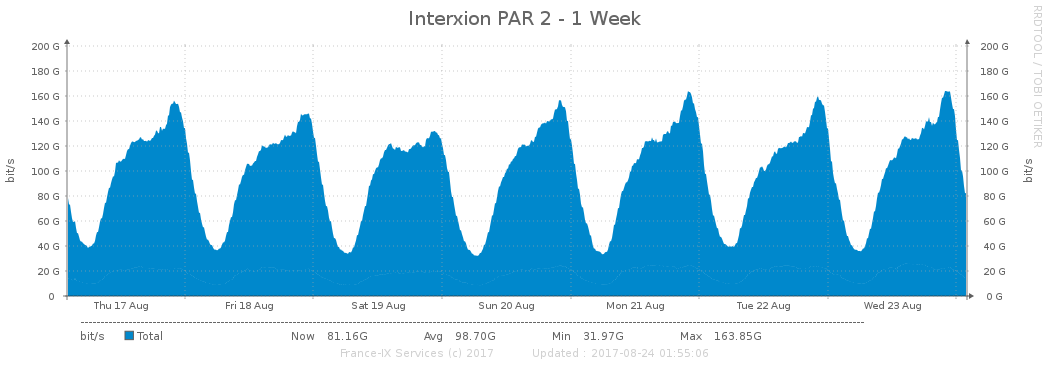 Interxion PAR 2 - 1 Week
RRDTOOL / TOBI OETIKER
bit/s
200 G 200 G
180 G 180 G
160 G 160 G
140 G 140 G
120 G 120 G
100 G 100 G
80 G 80 G
60 G 60 G
40 G 40 G
20 G 20 G
0 0 G
bit/s
Thu 17 Aug Fri 18 Aug Sat 19 Aug Sun 20 Aug Mon 21 Aug Tue 22 Aug Wed 23 Aug
bit/s Total Now 81.16G Avg 98.70G Min 31.97G Max 163.85G
France-IX Services (c) 2017 Updated : 2017-08-24 01:55:06